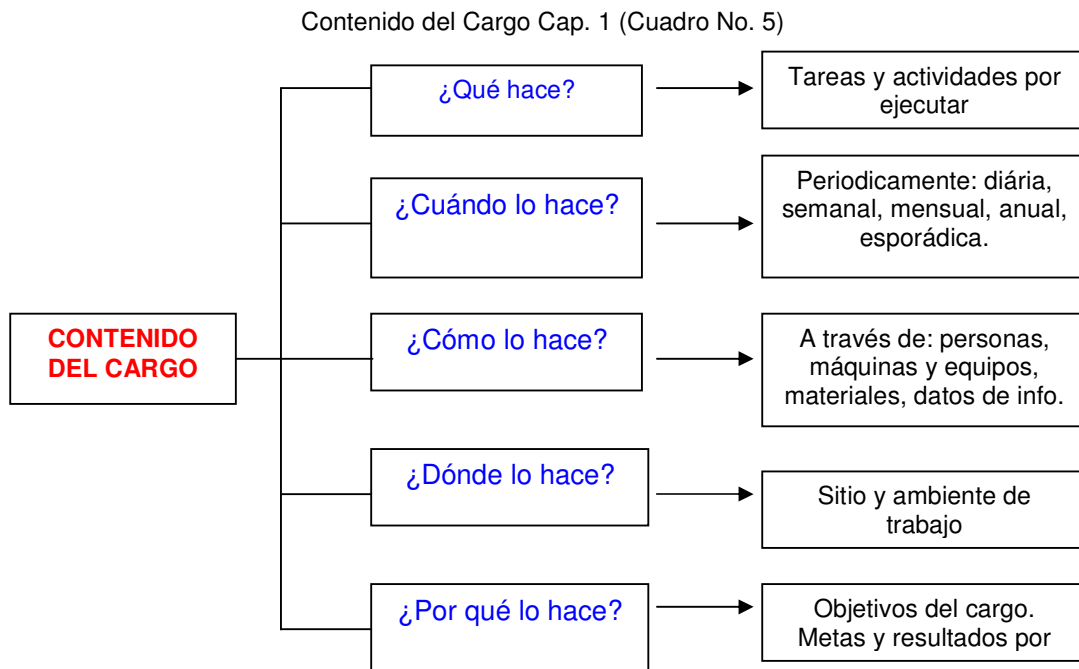 Contenido del Cargo Cap. 1 (Cuadro No. 5)
¿Qué hace?
Tareas y actividades por
ejecutar
¿Cuándo lo hace?
Periodicamente: diária,
semanal, mensual, anual,
esporádica.
CONTENIDO
DEL CARGO
¿Cómo lo hace?
A través de: personas,
máquinas y equipos,
materiales, datos de info.
¿Dónde lo hace?
Sitio y ambiente de
trabajo
¿Por qué lo hace?
Objetivos del cargo.
Metas y resultados por